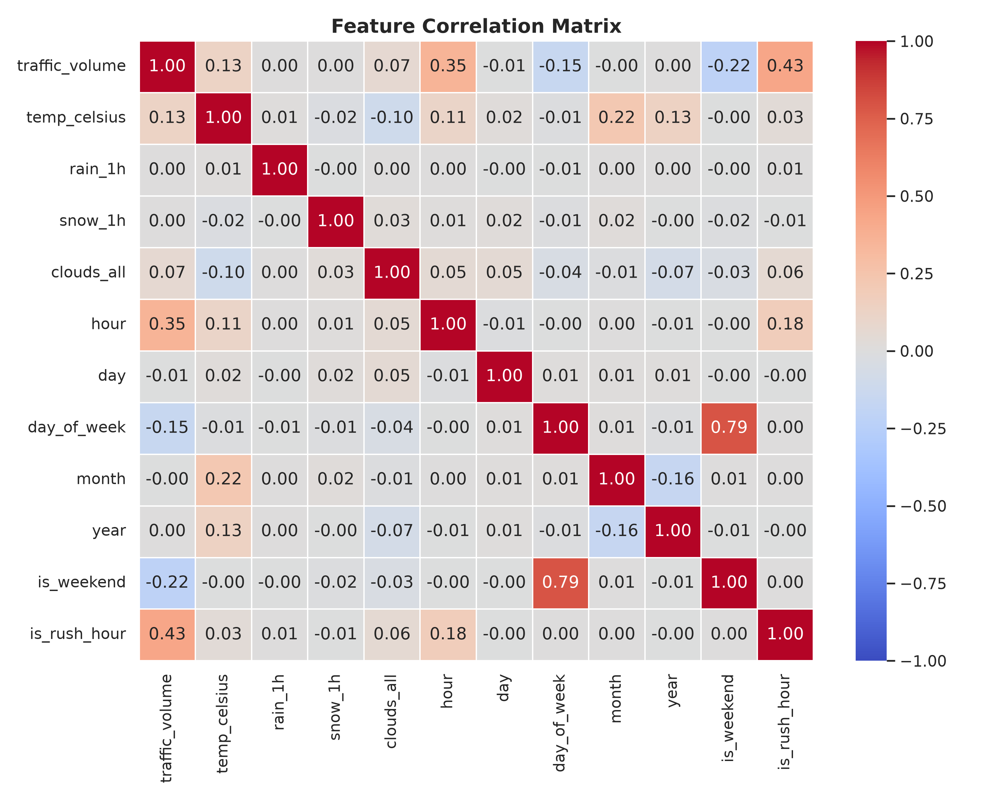 Feature Correlation Matrix
traffic_volume 1.00 0.13 0.00 0.00 0.07 0.35 -0.01 -0.15 -0.00 0.00 -0.22 0.43
temp_celsius 0.13 1.00 0.01 -0.02 -0.10 0.11 0.02 -0.01 0.22 0.13 -0.00 0.03
rain_1h 0.00 0.01 1.00 -0.00 0.00 0.00 -0.00 -0.01 0.00 0.00 -0.00 0.01
snow_1h 0.00 -0.02 -0.00 1.00 0.03 0.01 0.02 -0.01 0.02 -0.00 -0.02 -0.01
clouds_all 0.07 -0.10 0.00 0.03 1.00 0.05 0.05 -0.04 -0.01 -0.07 -0.03 0.06
hour 0.35 0.11 0.00 0.01 0.05 1.00 -0.01 -0.00 0.00 -0.01 -0.00 0.18
day -0.01 0.02 -0.00 0.02 0.05 -0.01 1.00 0.01 0.01 0.01 -0.00 -0.00
day_of_week -0.15 -0.01 -0.01 -0.01 -0.04 -0.00 0.01 1.00 0.01 -0.01 0.79 0.00
month -0.00 0.22 0.00 0.02 -0.01 0.00 0.01 0.01 1.00 -0.16 0.01 0.00
year 0.00 0.13 0.00 -0.00 -0.07 -0.01 0.01 -0.01 -0.16 1.00 -0.01 -0.00
is_weekend -0.22 -0.00 -0.00 -0.02 -0.03 -0.00 -0.00 0.79 0.01 -0.01 1.00 0.00
is_rush_hour 0.43 0.03 0.01 -0.01 0.06 0.18 -0.00 0.00 0.00 -0.00 0.00 1.00
traffic_volume
temp_celsius
rain_1h
snow_1h
clouds_all
hour
day
day_of_week
month
year
is_weekend
is_rush_hour
1.00
0.75
0.50
0.25
0.00
−0.25
−0.50
−0.75
−1.00